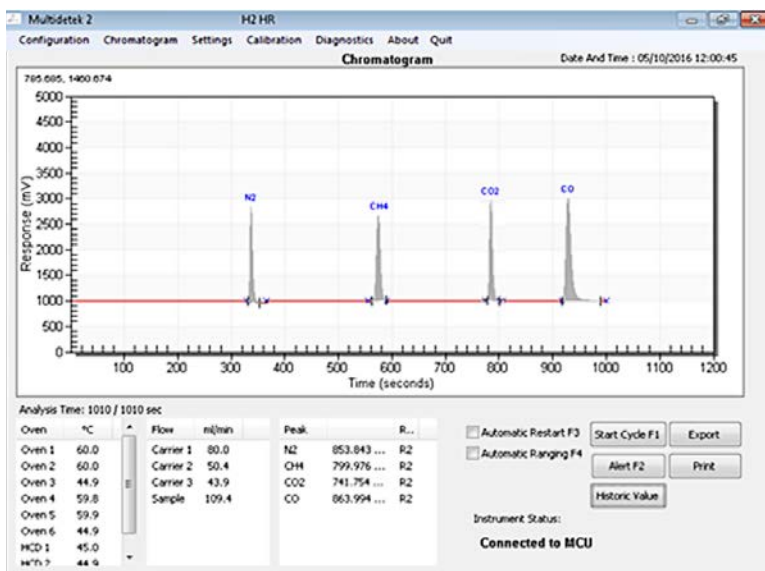 Multidetek 2 H2 HR
Configuration Chromatogram Settings Calibration Diagnostics About Quit
Chromatogram Date And Time : 05/10/2016 12:00:45
785.685, 1460.674
5000
4500
4000
3500
3000
2500
2000
1500
1000
500
0
Response (mV)
N2 CH4 CO2 CO
100 200 300 400 500 600 700 800 900 1000 1100 1200
Time (seconds)
Analysis Time: 1010 / 1010 sec
Oven °C
Oven 1 60.0
Oven 2 60.0
Oven 3 44.9
Oven 4 59.8
Oven 5 59.9
Oven 6 44.9
HCD 1 45.0
HCD 2 44.9
Flow ml/min
Carrier 1 80.0
Carrier 2 50.4
Carrier 3 43.9
Sample 109.4
Peak R...
N2 853.843 ... R2
CH4 799.976 ... R2
CO2 741.754 ... R2
CO 863.994 ... R2
Automatic Restart F3
Automatic Ranging F4
Start Cycle F1 Export
Alert F2 Print
Historic Value
Instrument Status:
Connected to MCU